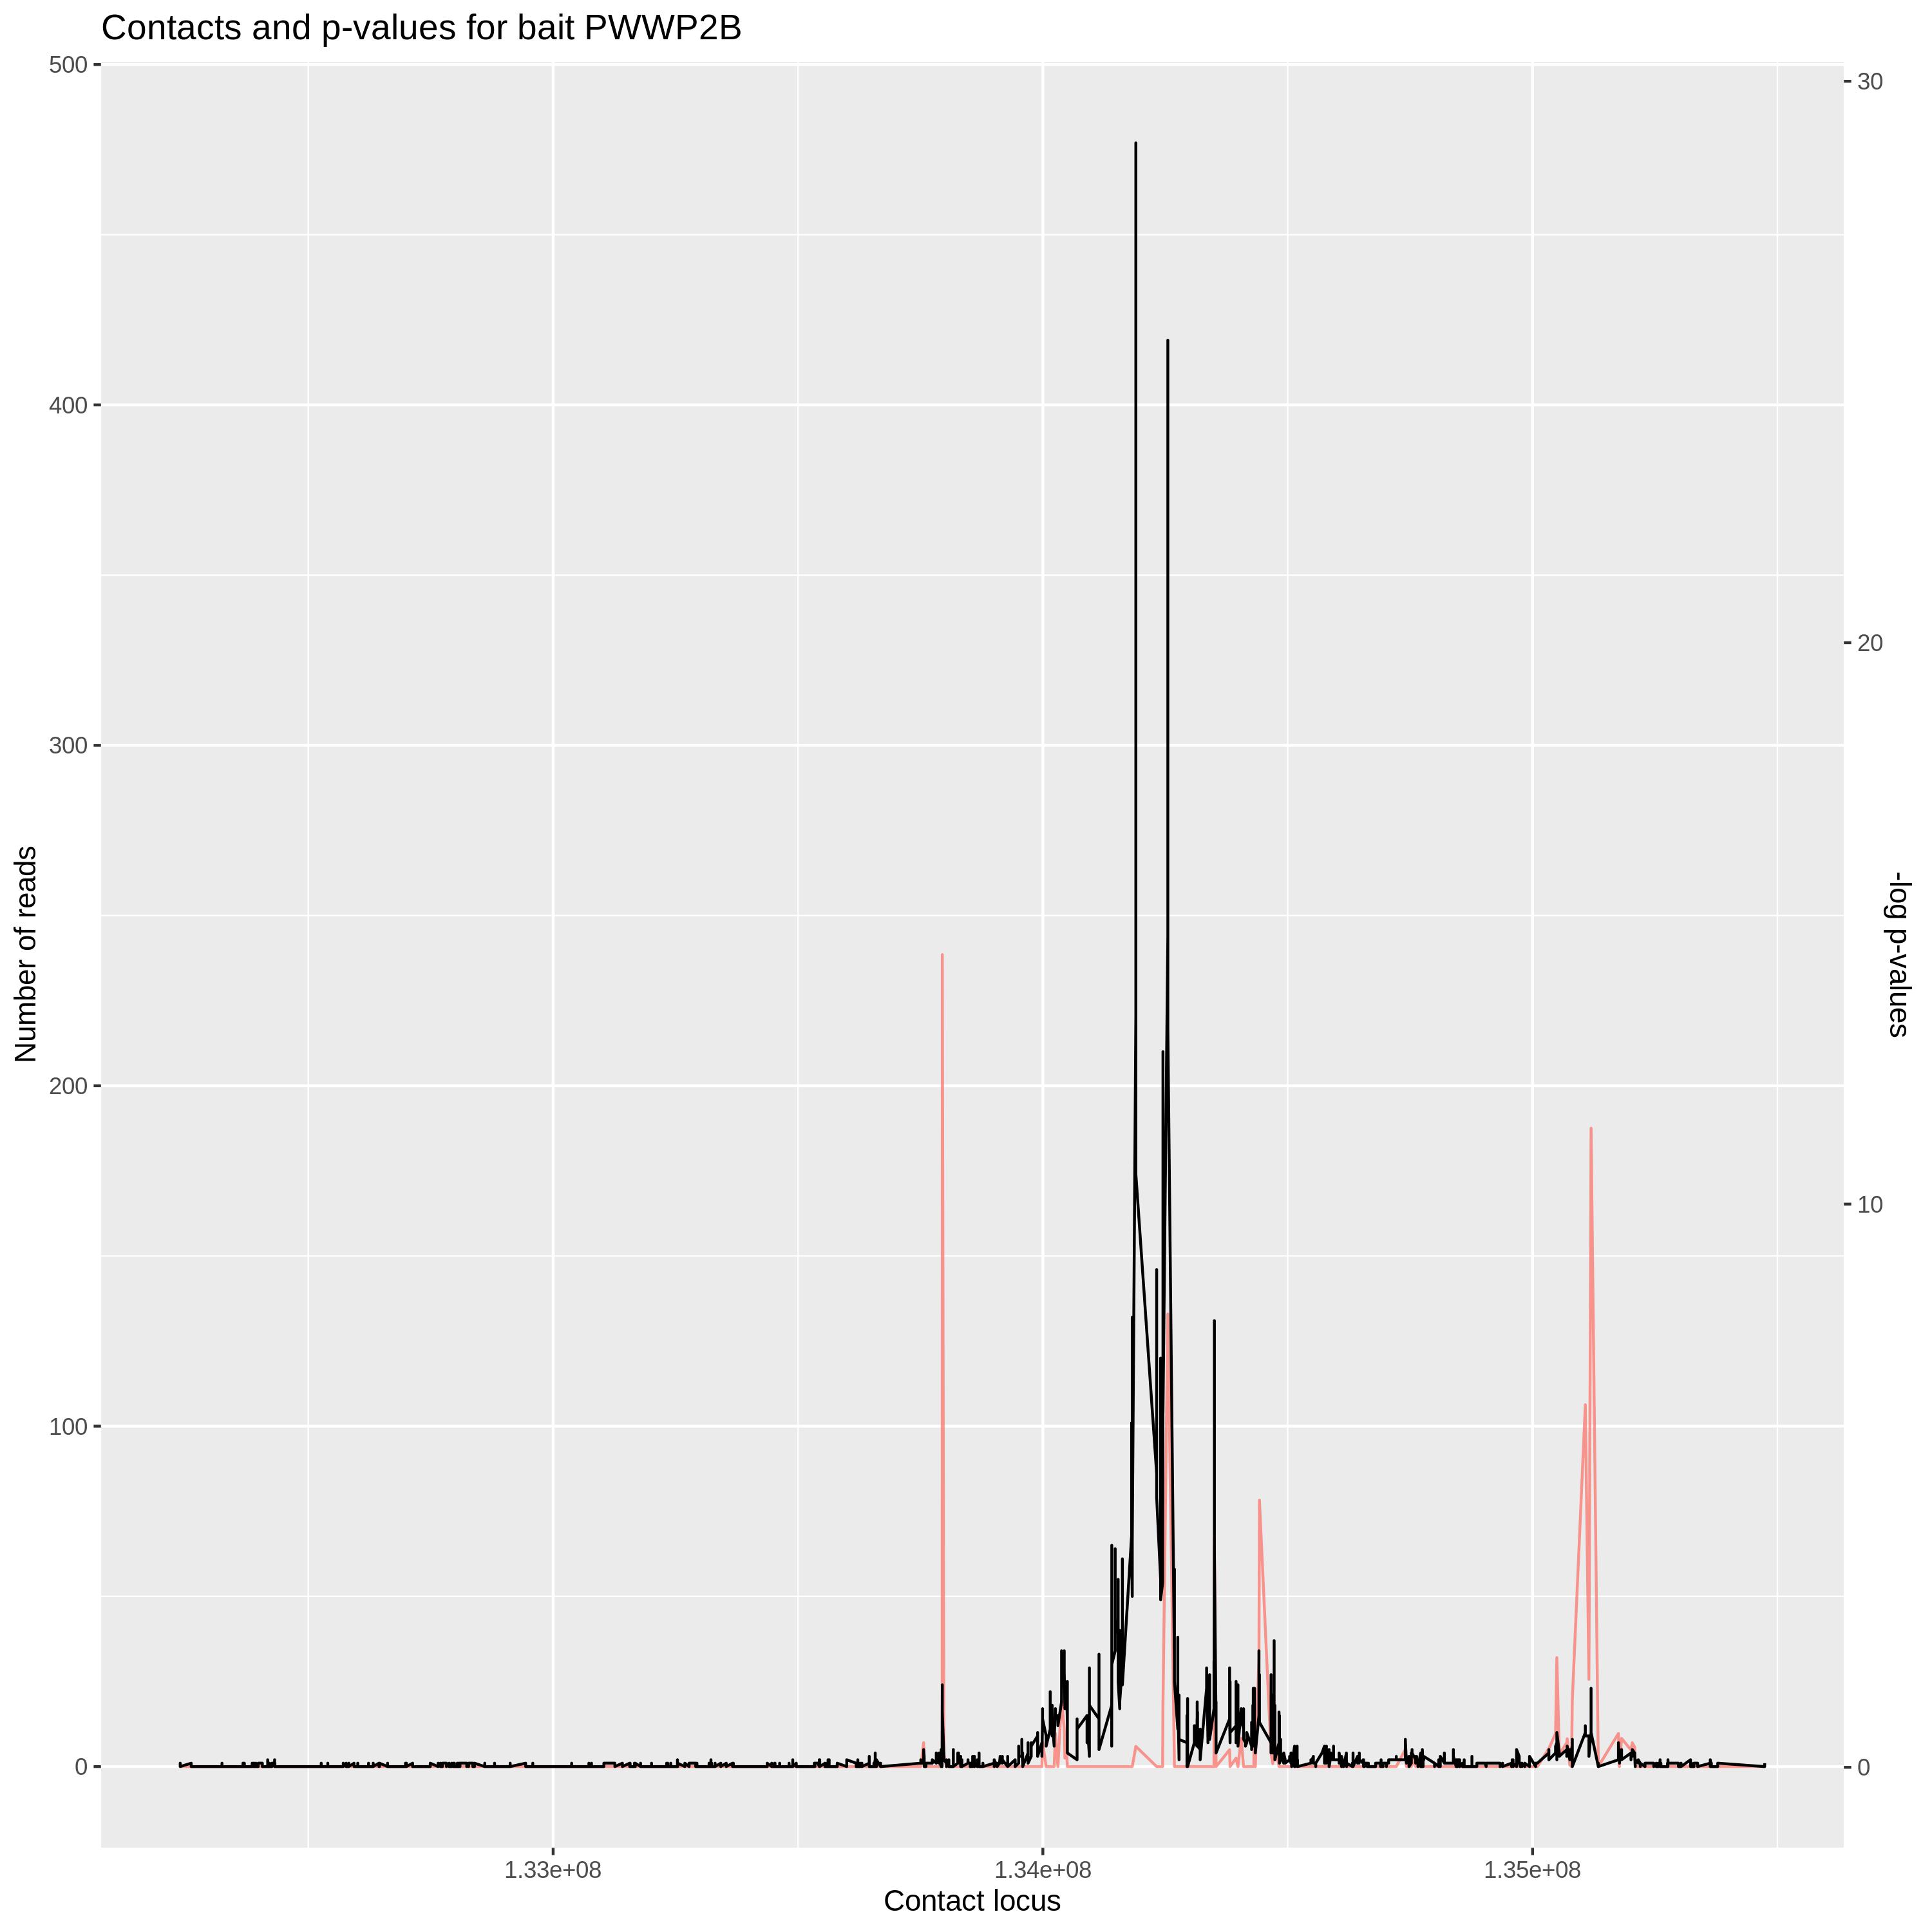 Contacts and p-values for bait PWWP2B
500
400
300
200
100
0
Number of reads
30
20
10
0
-log p-values
1.33e+08
1.34e+08
1.35e+08
Contact locus